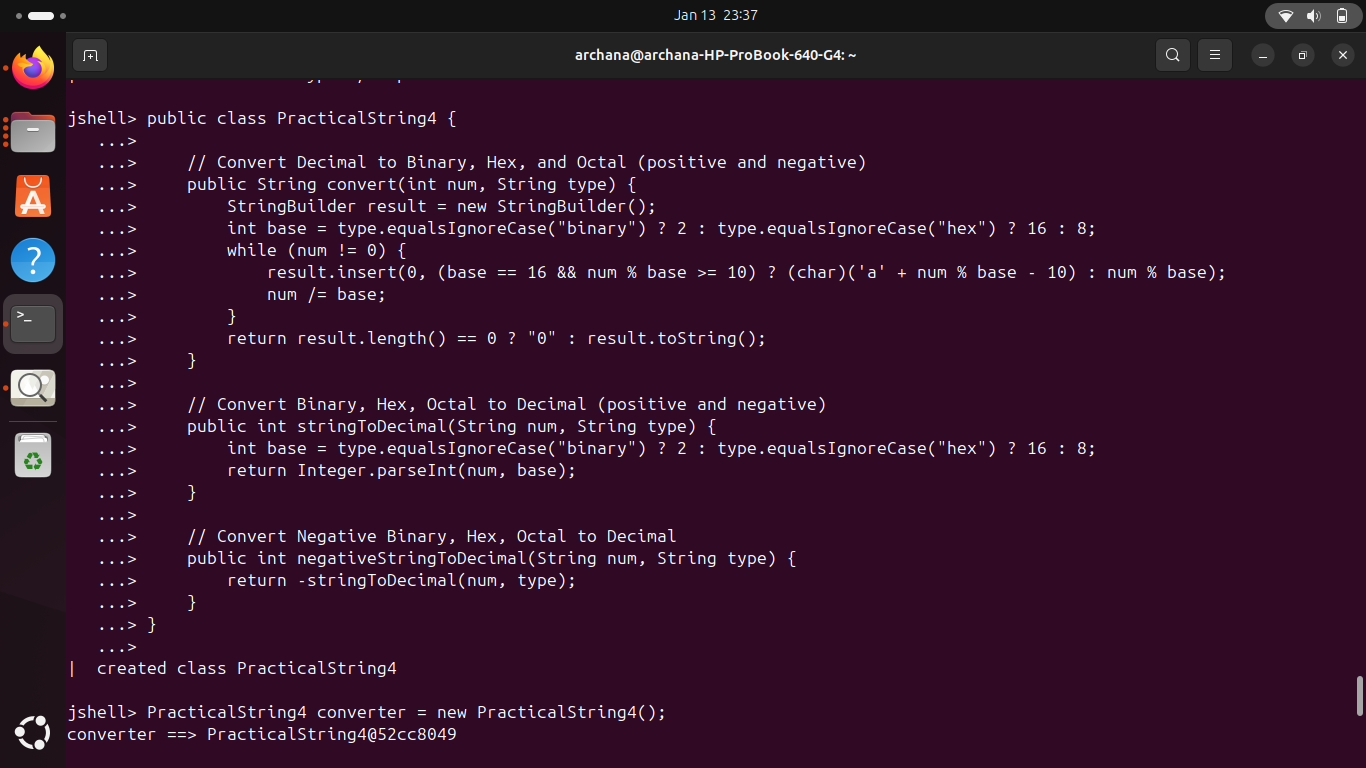 Jan 13 23:37
archana@archana-HP-ProBook-640-G4: ~
jshell> public class PracticalString4 {
   ...>
   ...>     // Convert Decimal to Binary, Hex, and Octal (positive and negative)
   ...>     public String convert(int num, String type) {
   ...>         StringBuilder result = new StringBuilder();
   ...>         int base = type.equalsIgnoreCase("binary") ? 2 : type.equalsIgnoreCase("hex") ? 16 : 8;
   ...>         while (num != 0) {
   ...>             result.insert(0, (base == 16 && num % base >= 10) ? (char)('a' + num % base - 10) : num % base);
   ...>             num /= base;
   ...>         }
   ...>         return result.length() == 0 ? "0" : result.toString();
   ...>     }
   ...>
   ...>     // Convert Binary, Hex, Octal to Decimal (positive and negative)
   ...>     public int stringToDecimal(String num, String type) {
   ...>         int base = type.equalsIgnoreCase("binary") ? 2 : type.equalsIgnoreCase("hex") ? 16 : 8;
   ...>         return Integer.parseInt(num, base);
   ...>     }
   ...>
   ...>     // Convert Negative Binary, Hex, Octal to Decimal
   ...>     public int negativeStringToDecimal(String num, String type) {
   ...>         return -stringToDecimal(num, type);
   ...>     }
   ...> }
   ...>
|  created class PracticalString4
jshell> PracticalString4 converter = new PracticalString4();
converter ==> PracticalString4@52cc8049